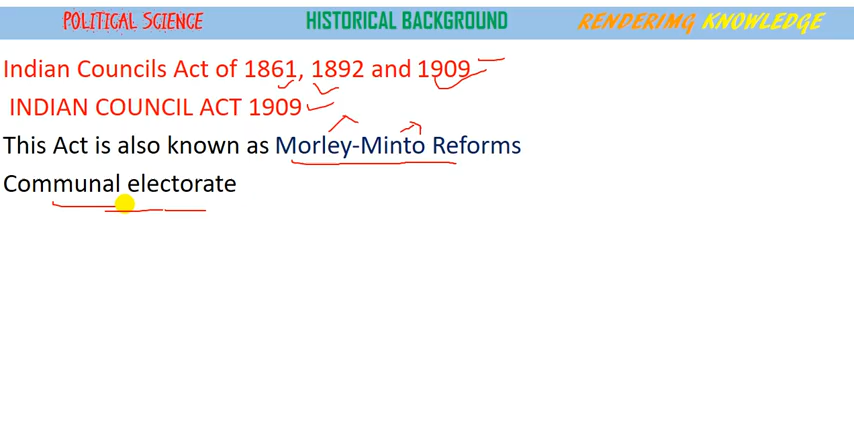 POLITICAL SCIENCE HISTORICAL BACKGROUND RENDERIMG KNOWLEDGE
Indian Councils Act of 1861, 1892 and 1909
INDIAN COUNCIL ACT 1909
This Act is also known as Morley-Minto Reforms
Communal electorate